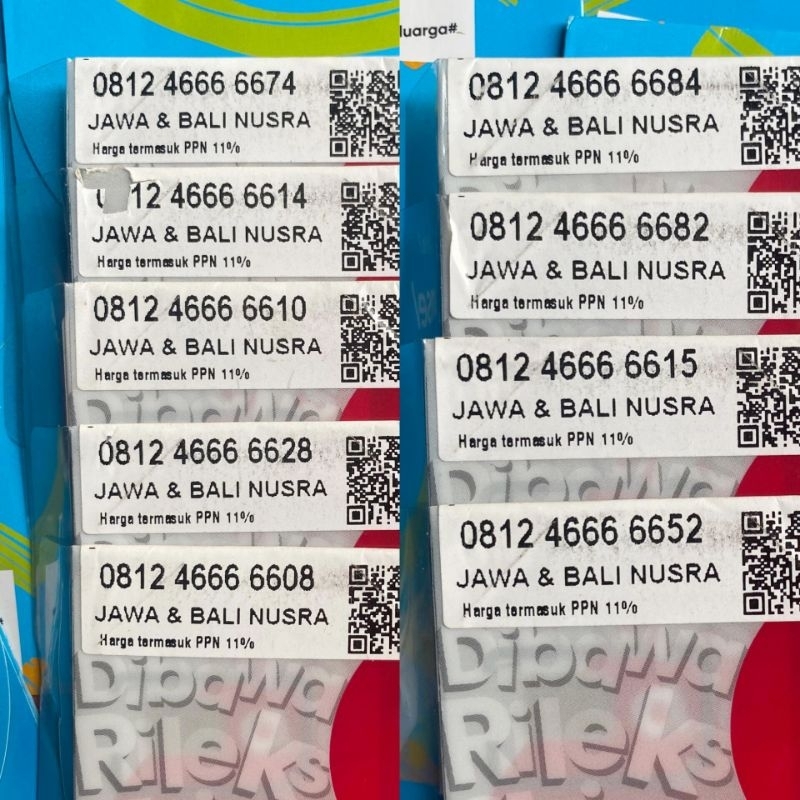 0812 4666 6674
JAWA & BALI NUSRA
Harga termasuk PPN 11%
12 4666 6614
JAWA & BALI NUSRA
Harga termasuk PPN 11%
0812 4666 6610
JAWA & BALI NUSRA
Harga termasuk PPN 11%
Dibawa
0812 4666 6628
JAWA & BALI NUSRA
Harga termasuk PPN 11%
0812 4666 6608
JAWA & BALI NUSRA
Harga termasuk PPN 11%
Dibawa
Rileks
luarga#
0812 4666 6684
JAWA & BALI NUSRA
Harga termasuk PPN 11%
0812 4666 6682
JAWA & BALI NUSRA
Harga termasuk PPN 11%
0812 4666 6615
JAWA & BALI NUSRA
Harga termasuk PPN 11%
Dibawa
0812 4666 6652
JAWA & BALI NUSRA
Harga termasuk PPN 11%
Dibawa
Rileks